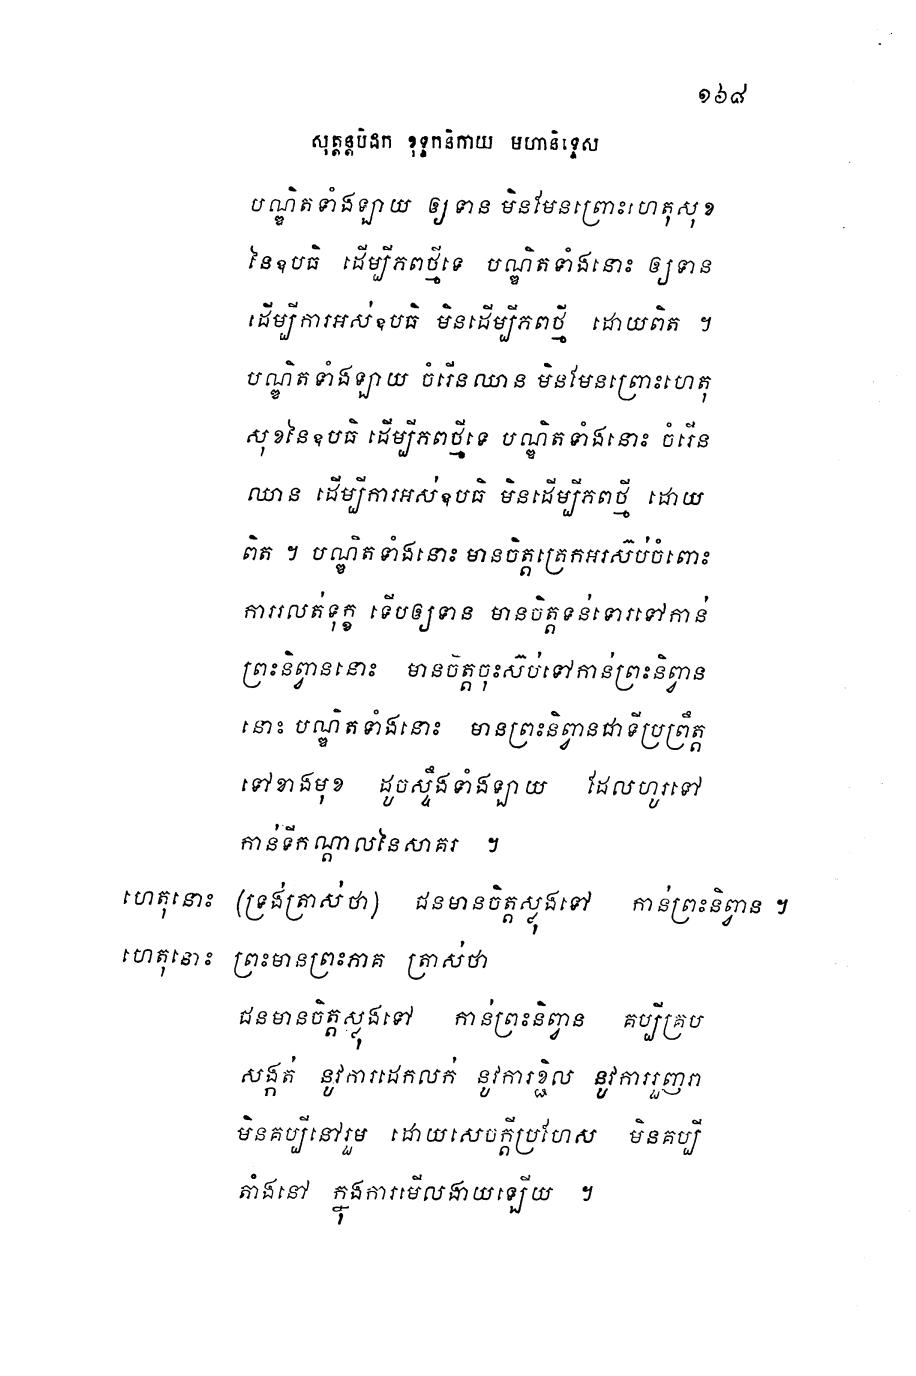 ១៦៨
សុត្តន្តបិដក ខុទ្ទកនិកាយ មហានិទ្ទេស
បណ្ឌិតទាំងឡាយ ឲ្យទាន មិនមែនព្រោះហេតុសុខ
នៃឧបធិ ដើម្បីភពថ្មីទេ បណ្ឌិតទាំងនោះ ឲ្យទាន
ដើម្បីការអស់ឧបធិ មិនដើម្បីភពថ្មី ដោយពិត ។
បណ្ឌិតទាំងឡាយ ចំរើនឈាន មិនមែនព្រោះហេតុ
សុខនៃឧបធិ ដើម្បីភពថ្មីទេ បណ្ឌិតទាំងនោះ ចំរើន
ឈាន ដើម្បីការអស់ឧបធិ មិនដើម្បីភពថ្មី ដោយ
ពិត ។ បណ្ឌិតទាំងនោះ មានចិត្តត្រេកអរស៊ប់ចំពោះ
ការរលត់ទុក្ខ ទើបឲ្យទាន មានចិត្តទន់ទោរទៅកាន់
ព្រះនិព្វាននោះ មានចិត្តចុះស៊ប់ទៅកាន់ព្រះនិព្វាន
នោះ បណ្ឌិតទាំងនោះ មានព្រះនិព្វានជាទីប្រព្រឹត្ត
ទៅខាងមុខ ដូចស្ទឹងទាំងឡាយ ដែលហូរទៅ
កាន់ទីកណ្តាលនៃសាគរ ។
ហេតុនោះ (ទ្រង់ត្រាស់ថា) ជនមានចិត្តស្លុងទៅ កាន់ព្រះនិព្វាន ។
ហេតុនោះ ព្រះមានព្រះភាគ ត្រាស់ថា
ជនមានចិត្តស្លុងទៅ កាន់ព្រះនិព្វាន គប្បីគ្រប
សង្កត់ នូវការដេកលក់ នូវការខ្ជិល នូវការរួញរា
មិនគប្បីនៅរួម ដោយសេចក្តីប្រហែស មិនគប្បី
តាំងនៅ ក្នុងការមើលងាយឡើយ ។